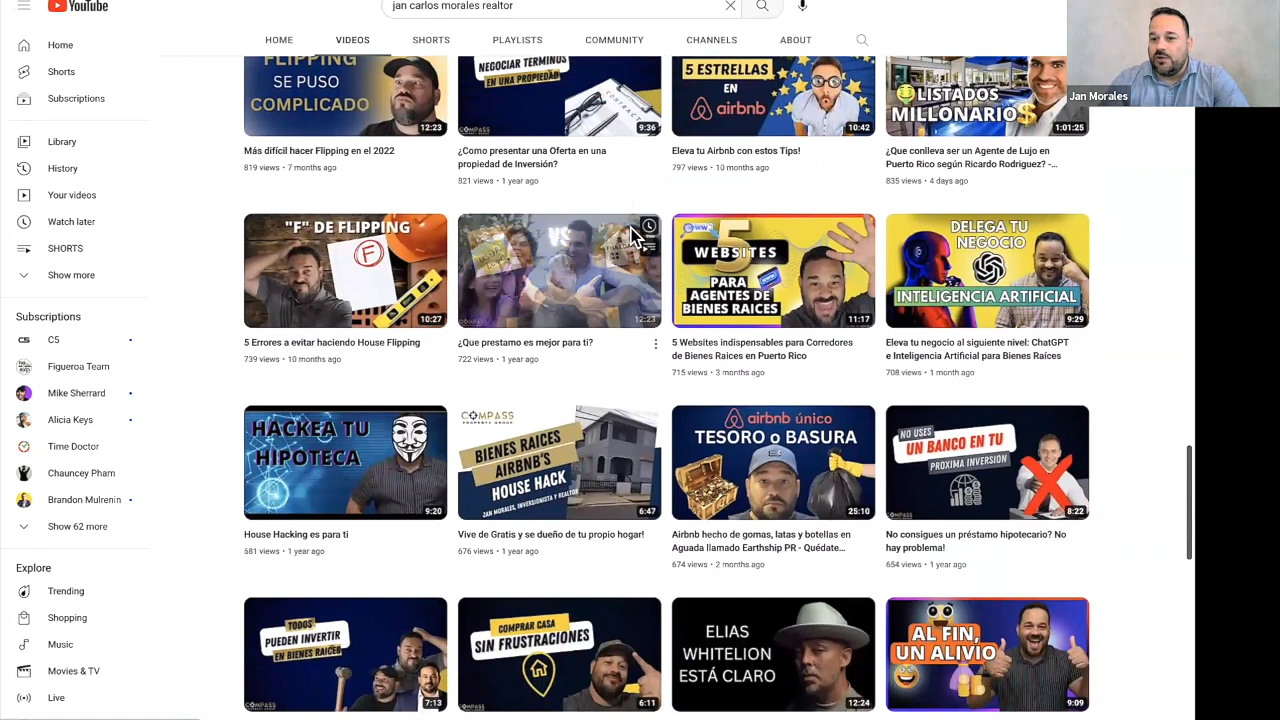 YouTube
jan carlos morales realtor
HOME
VIDEOS
SHORTS
PLAYLISTS
COMMUNITY
CHANNELS
ABOUT
Jan Morales
Home
Shorts
Subscriptions
Library
History
Your videos
Watch later
SHORTS
Show more
Subscriptions
C5
Figueroa Team
Mike Sherrard
Alicia Keys
Time Doctor
Chauncey Pham
Brandon Mulrenin
Show 62 more
Explore
Trending
Shopping
Music
Movies & TV
Live
FLIPPING
SE PUSO
COMPLICADO
12:23
Más difícil hacer Flipping en el 2022
819 views • 7 months ago
NEGOCIAR TERMINOS
EN UNA PROPIEDAD
CONTRACT
COMPASS
9:36
¿Como presentar una Oferta en una
propiedad de Inversión?
821 views • 1 year ago
5 ESTRELLAS
EN
airbnb
10:42
Eleva tu Airbnb con estos Tips!
797 views • 10 months ago
LISTADOS
MILLONARIO$
1:01:25
¿Que conlleva ser un Agente de Lujo en
Puerto Rico según Ricardo Rodriguez? -...
835 views • 4 days ago
"F" DE FLIPPING
F
10:27
5 Errores a evitar haciendo House Flipping
739 views • 10 months ago
VS
12:23
¿Que prestamo es mejor para ti?
722 views • 1 year ago
WWW
5
WEBSITES
PARA
AGENTES DE
BIENES RAICES
11:17
5 Websites indispensables para Corredores
de Bienes Raices en Puerto Rico
715 views • 3 months ago
DELEGA TU
NEGOCIO A
INTELIGENCIA ARTIFICIAL
9:29
Eleva tu negocio al siguiente nivel: ChatGPT
e Inteligencia Artificial para Bienes Raíces
708 views • 1 month ago
HACKEA TU
HIPOTECA
9:20
House Hacking es para ti
681 views • 1 year ago
COMPASS
PROPERTY GROUP
BIENES RAICES
AIRBNB'S
HOUSE HACK
JAN MORALES, INVERSIONISTA Y REALTOR
6:47
Vive de Gratis y se dueño de tu propio hogar!
676 views • 1 year ago
airbnb único
TESORO o BASURA
25:10
Airbnb hecho de gomas, latas y botellas en
Aguada llamado Earthship PR - Quédate...
674 views • 2 months ago
NO USES
UN BANCO EN TU
PROXIMA INVERSION
COMPASS
8:22
No consigues un préstamo hipotecario? No
hay problema!
654 views • 1 year ago
TODOS
PUEDEN INVERTIR
EN BIENES RAICES
COMPASS
7:13
COMPRAR CASA
SIN FRUSTRACIONES
COMPASS
6:11
ELIAS
WHITELION
ESTÁ CLARO
12:24
AL FIN,
UN ALIVIO
9:09